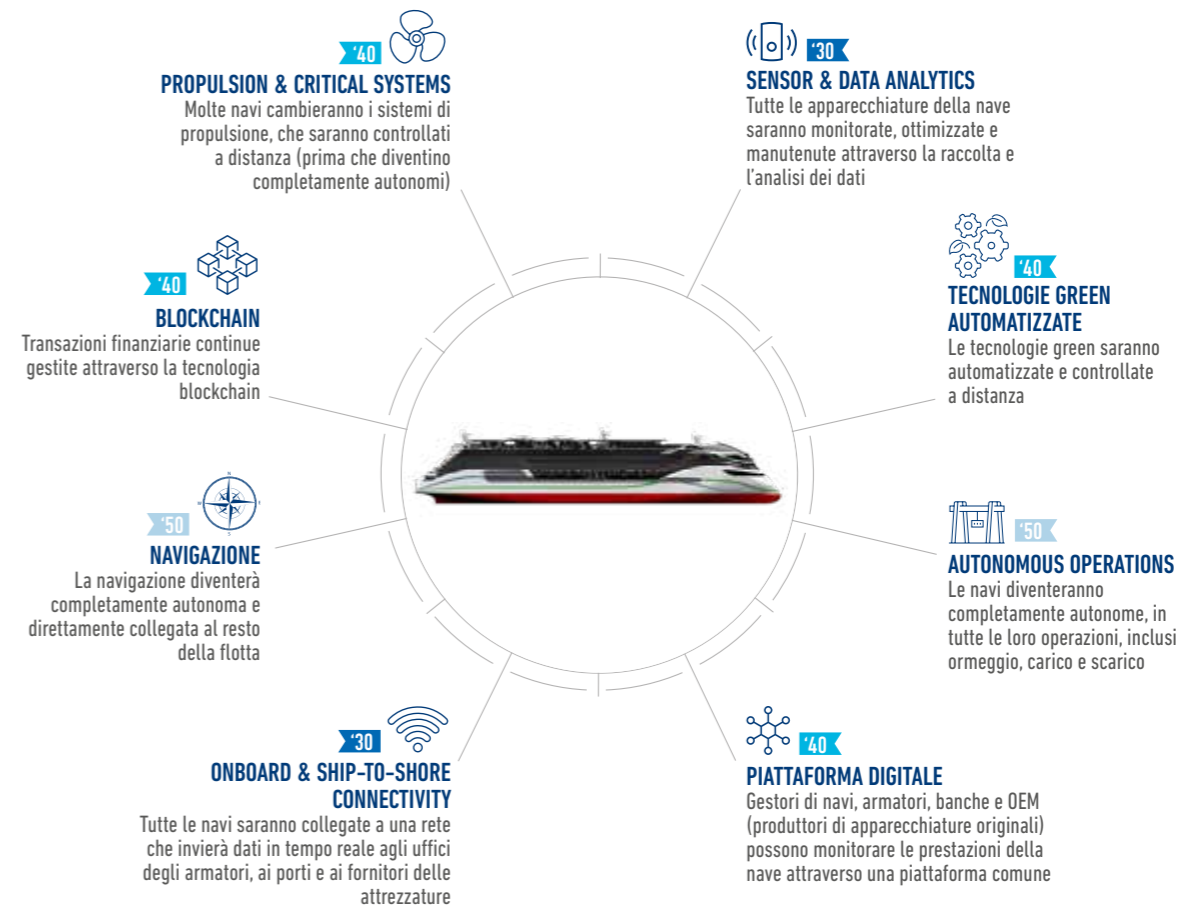 '40
PROPULSION & CRITICAL SYSTEMS
Molte navi cambieranno i sistemi di
propulsione, che saranno controllati
a distanza (prima che diventino
completamente autonomi)
'30
SENSOR & DATA ANALYTICS
Tutte le apparecchiature della nave
saranno monitorate, ottimizzate e
manutenute attraverso la raccolta e
l'analisi dei dati
'40
BLOCKCHAIN
Transazioni finanziarie continue
gestite attraverso la tecnologia
blockchain
'40
TECNOLOGIE GREEN
AUTOMATIZZATE
Le tecnologie green saranno
automatizzate e controllate
a distanza
'50
NAVIGAZIONE
La navigazione diventerà
completamente autonoma e
direttamente collegata al resto
della flotta
'50
AUTONOMOUS OPERATIONS
Le navi diventeranno
completamente autonome, in
tutte le loro operazioni, inclusi
ormeggio, carico e scarico
'30
ONBOARD & SHIP-TO-SHORE
CONNECTIVITY
Tutte le navi saranno collegate a una rete
che invierà dati in tempo reale agli uffici
degli armatori, ai porti e ai fornitori delle
attrezzature
'40
PIATTAFORMA DIGITALE
Gestori di navi, armatori, banche e OEM
(produttori di apparecchiature originali)
possono monitorare le prestazioni della
nave attraverso una piattaforma comune